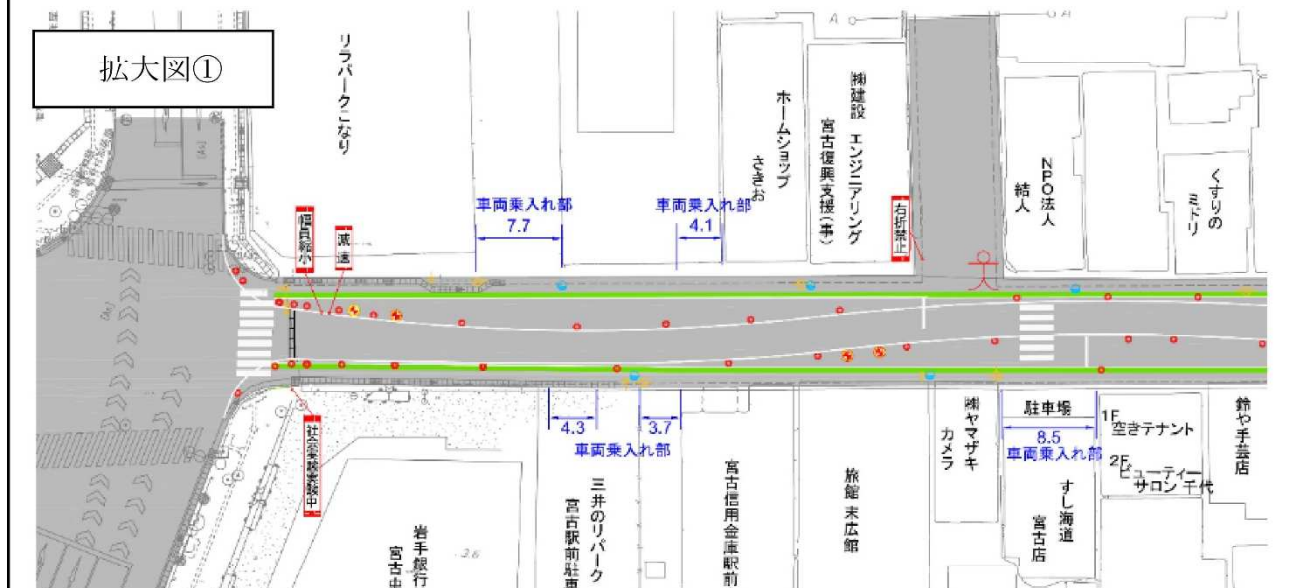 拡大図①
リラパークこなり
幅員縮小
減速
車両乗入れ部
7.7
車両乗入れ部
4.1
ホームショップ
さきお
㈱建設 エンジニアリング
宮古復興支援(事)
右折禁止
NPO法人
結人
くすりの
ミドリ
社会実験実験中
岩手銀行
宮古中
4.3
3.7
車両乗入れ部
三井のリパーク
宮古駅前駐車
宮古信用金庫駅前
旅館 末広館
㈱ヤマザキ
カメラ
駐車場
8.5
車両乗入れ部
すし海道
宮古店
1F
空きテナント
2F
ビューティー
サロン 千代
鈴や手芸店